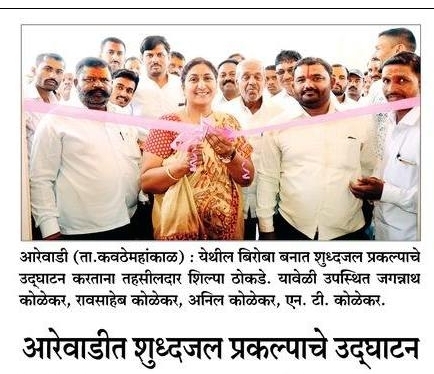 आरेवाडी (ता.कवठेमहांकाळ) : येथील बिरोबा बनात शुध्दजल प्रकल्पाचे
उद्‌घाटन करताना तहसीलदार शिल्पा ठोकडे. यावेळी उपस्थित जगन्नाथ
कोळेकर, रावसाहेब कोळेकर, अनिल कोळेकर, एन. टी. कोळेकर.
आरेवाडीत शुध्दजल प्रकल्पाचे उद्‌घाटन